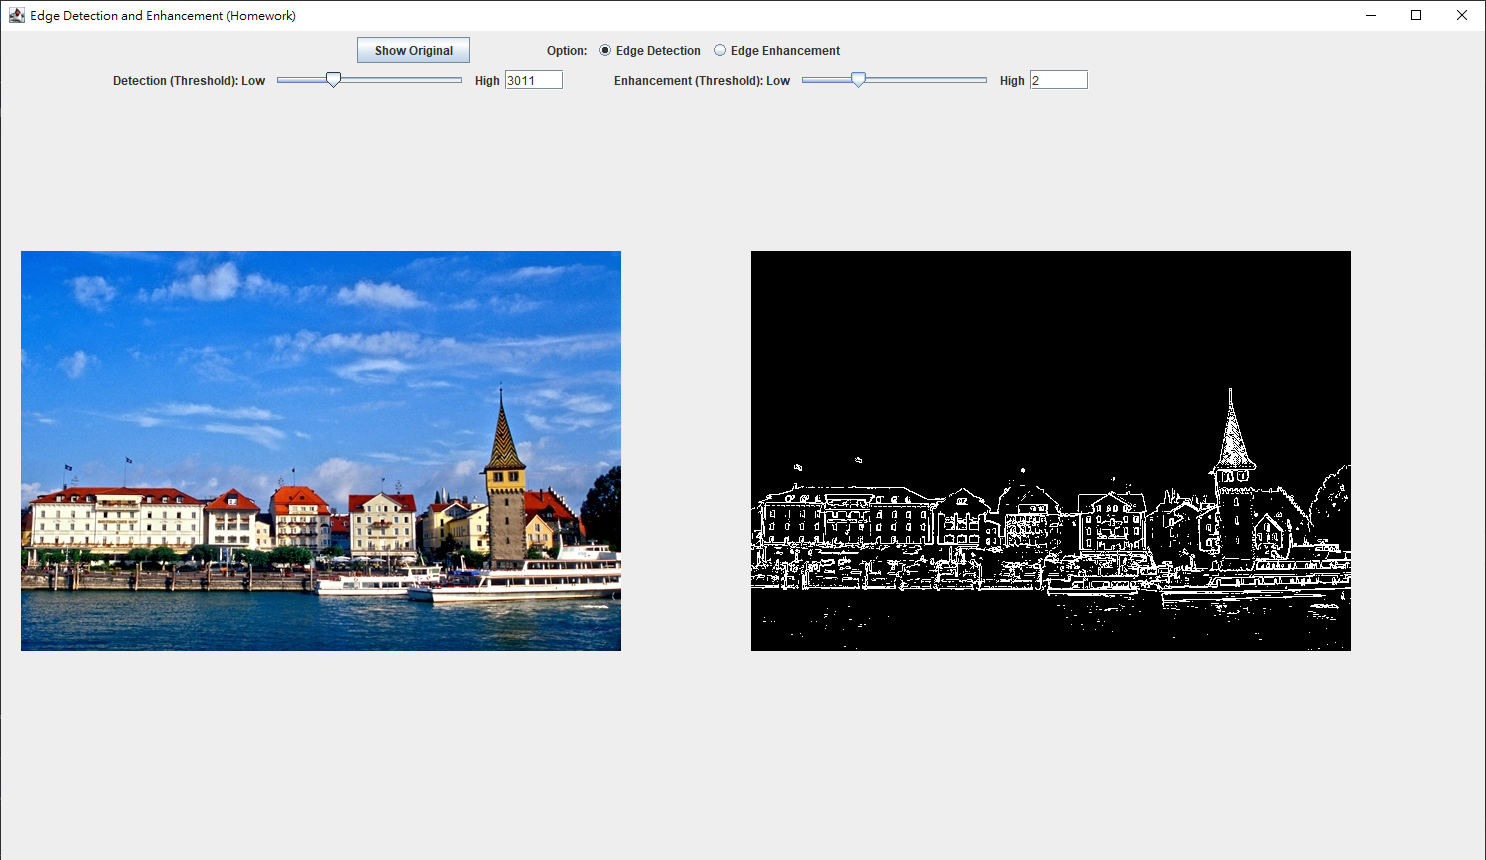 Edge Detection and Enhancement (Homework)
Show Original Option: Edge Detection Edge Enhancement
Detection (Threshold): Low High 3011 Enhancement (Threshold): Low High 2